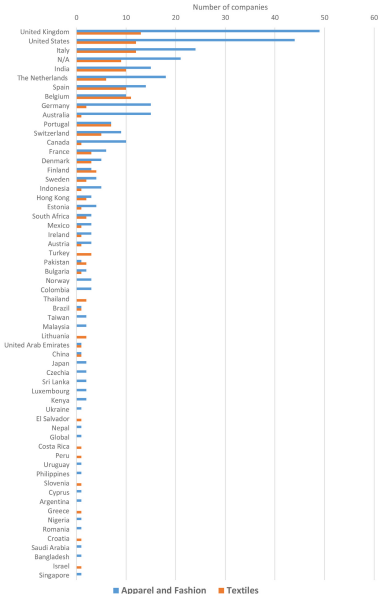 Number of companies
0 10 20 30 40 50 60
United Kingdom
United States
Italy
N/A
India
The Netherlands
Spain
Belgium
Germany
Australia
Portugal
Switzerland
Canada
France
Denmark
Finland
Sweden
Indonesia
Hong Kong
Estonia
South Africa
Mexico
Ireland
Austria
Turkey
Pakistan
Bulgaria
Norway
Colombia
Thailand
Brazil
Taiwan
Malaysia
Lithuania
United Arab Emirates
China
Japan
Czechia
Sri Lanka
Luxembourg
Kenya
Ukraine
El Salvador
Nepal
Global
Costa Rica
Peru
Uruguay
Philippines
Slovenia
Cyprus
Argentina
Greece
Nigeria
Romania
Croatia
Saudi Arabia
Bangladesh
Israel
Singapore
Apparel and Fashion Textiles